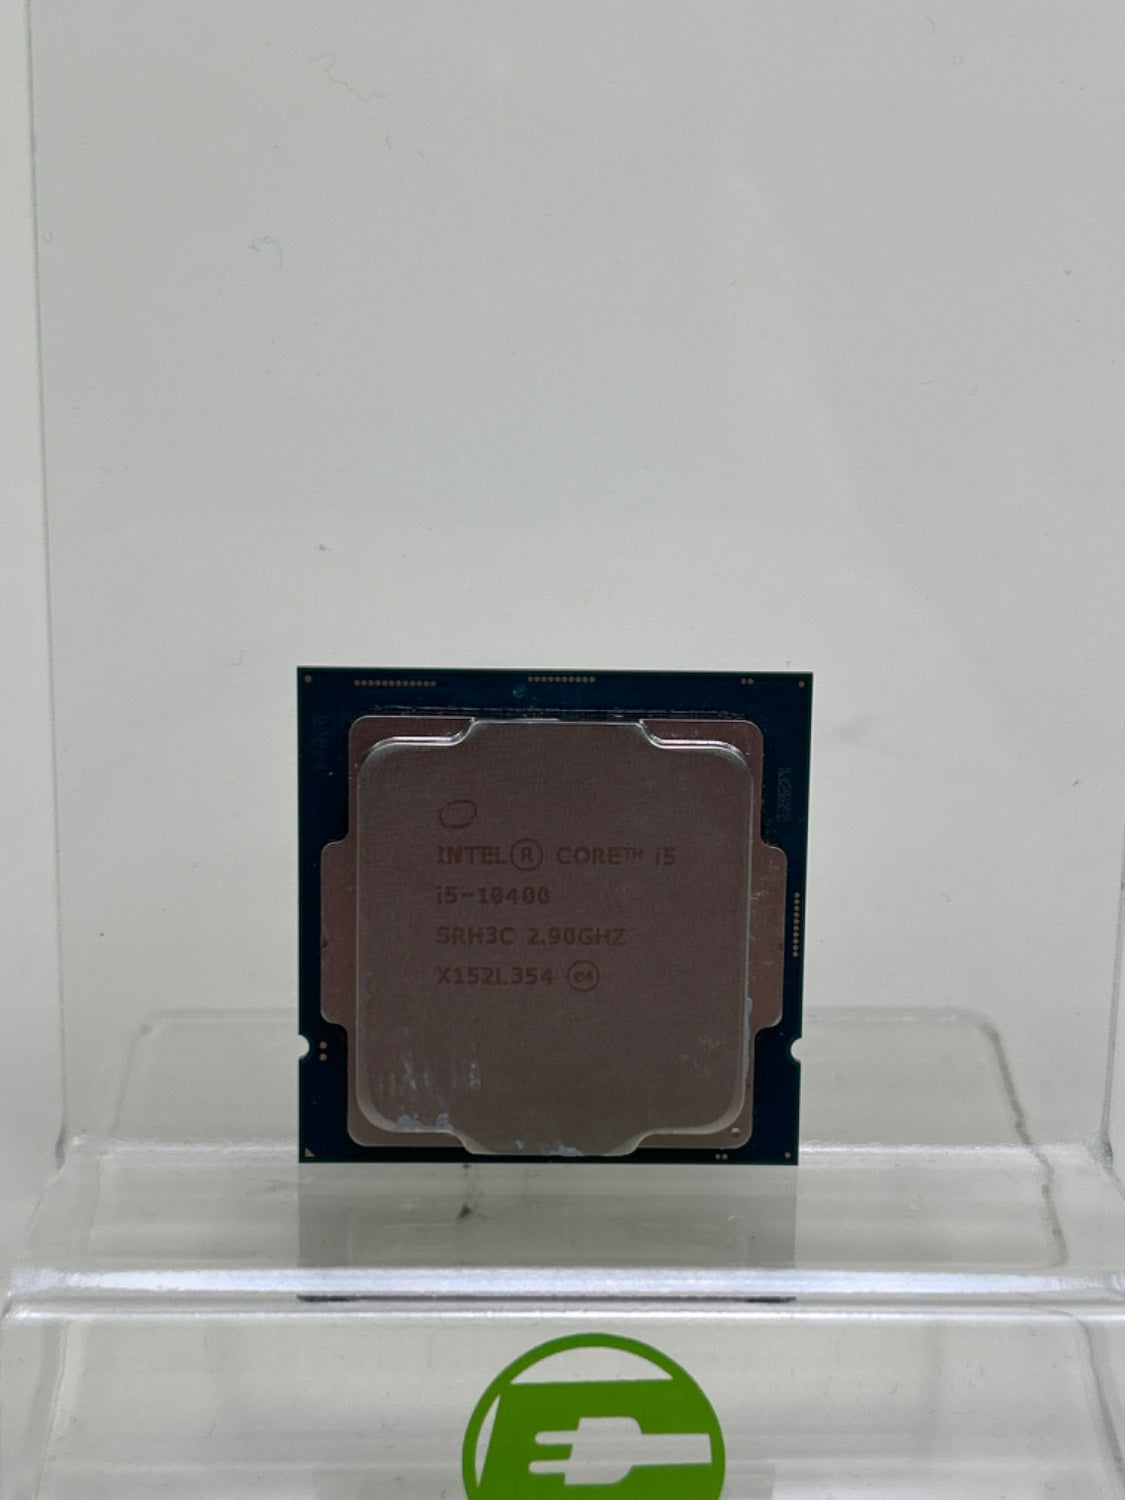 INTEL® CORE™ i5
i5-10400
SRH3C 2.90GHZ
X152L354 e4